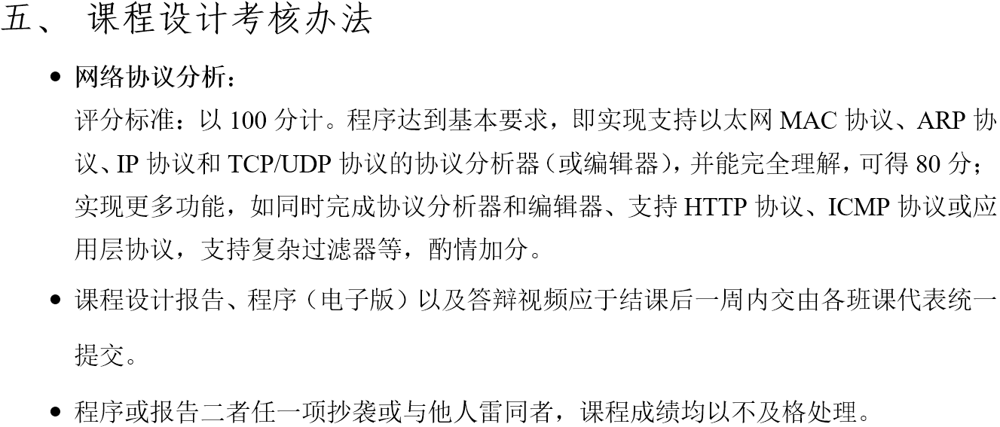 五、 课程设计考核办法
● 网络协议分析：
评分标准：以 100 分计。程序达到基本要求，即实现支持以太网 MAC 协议、ARP 协
议、IP 协议和 TCP/UDP 协议的协议分析器（或编辑器），并能完全理解，可得 80 分；
实现更多功能，如同时完成协议分析器和编辑器、支持 HTTP 协议、ICMP 协议或应
用层协议，支持复杂过滤器等，酌情加分。
● 课程设计报告、程序（电子版）以及答辩视频应于结课后一周内交由各班课代表统一
提交。
● 程序或报告二者任一项抄袭或与他人雷同者，课程成绩均以不及格处理。